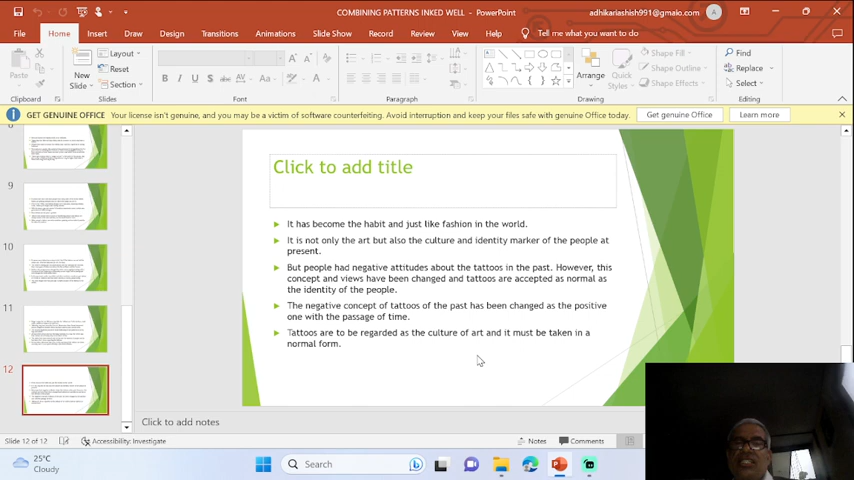 COMBINING PATTERNS INKED WELL - PowerPoint
adhikariashish991@gmaio.com
A
File Home Insert Draw Design Transitions Animations Slide Show Record Review View Help Tell me what you want to do
Paste
New
Slide
Layout
Reset
Section
B I U S
Aa
A
Arrange
Quick
Styles
Shape Fill
Shape Outline
Shape Effects
Find
Replace
Select
Clipboard Slides Font Paragraph Drawing Editing
GET GENUINE OFFICE Your license isn't genuine, and you may be a victim of software counterfeiting. Avoid interruption and keep your files safe with genuine Office today.
Get genuine Office
Learn more
9
10
11
12
Click to add title
It has become the habit and just like fashion in the world.
It is not only the art but also the culture and identity marker of the people at
present.
But people had negative attitudes about the tattoos in the past. However, this
concept and views have been changed and tattoos are accepted as normal as
the identity of the people.
The negative concept of tattoos of the past has been changed as the positive
one with the passage of time.
Tattoos are to be regarded as the culture of art and it must be taken in a
normal form.
Click to add notes
Slide 12 of 12
Accessibility: Investigate
Notes
Comments
25°C
Cloudy
Search